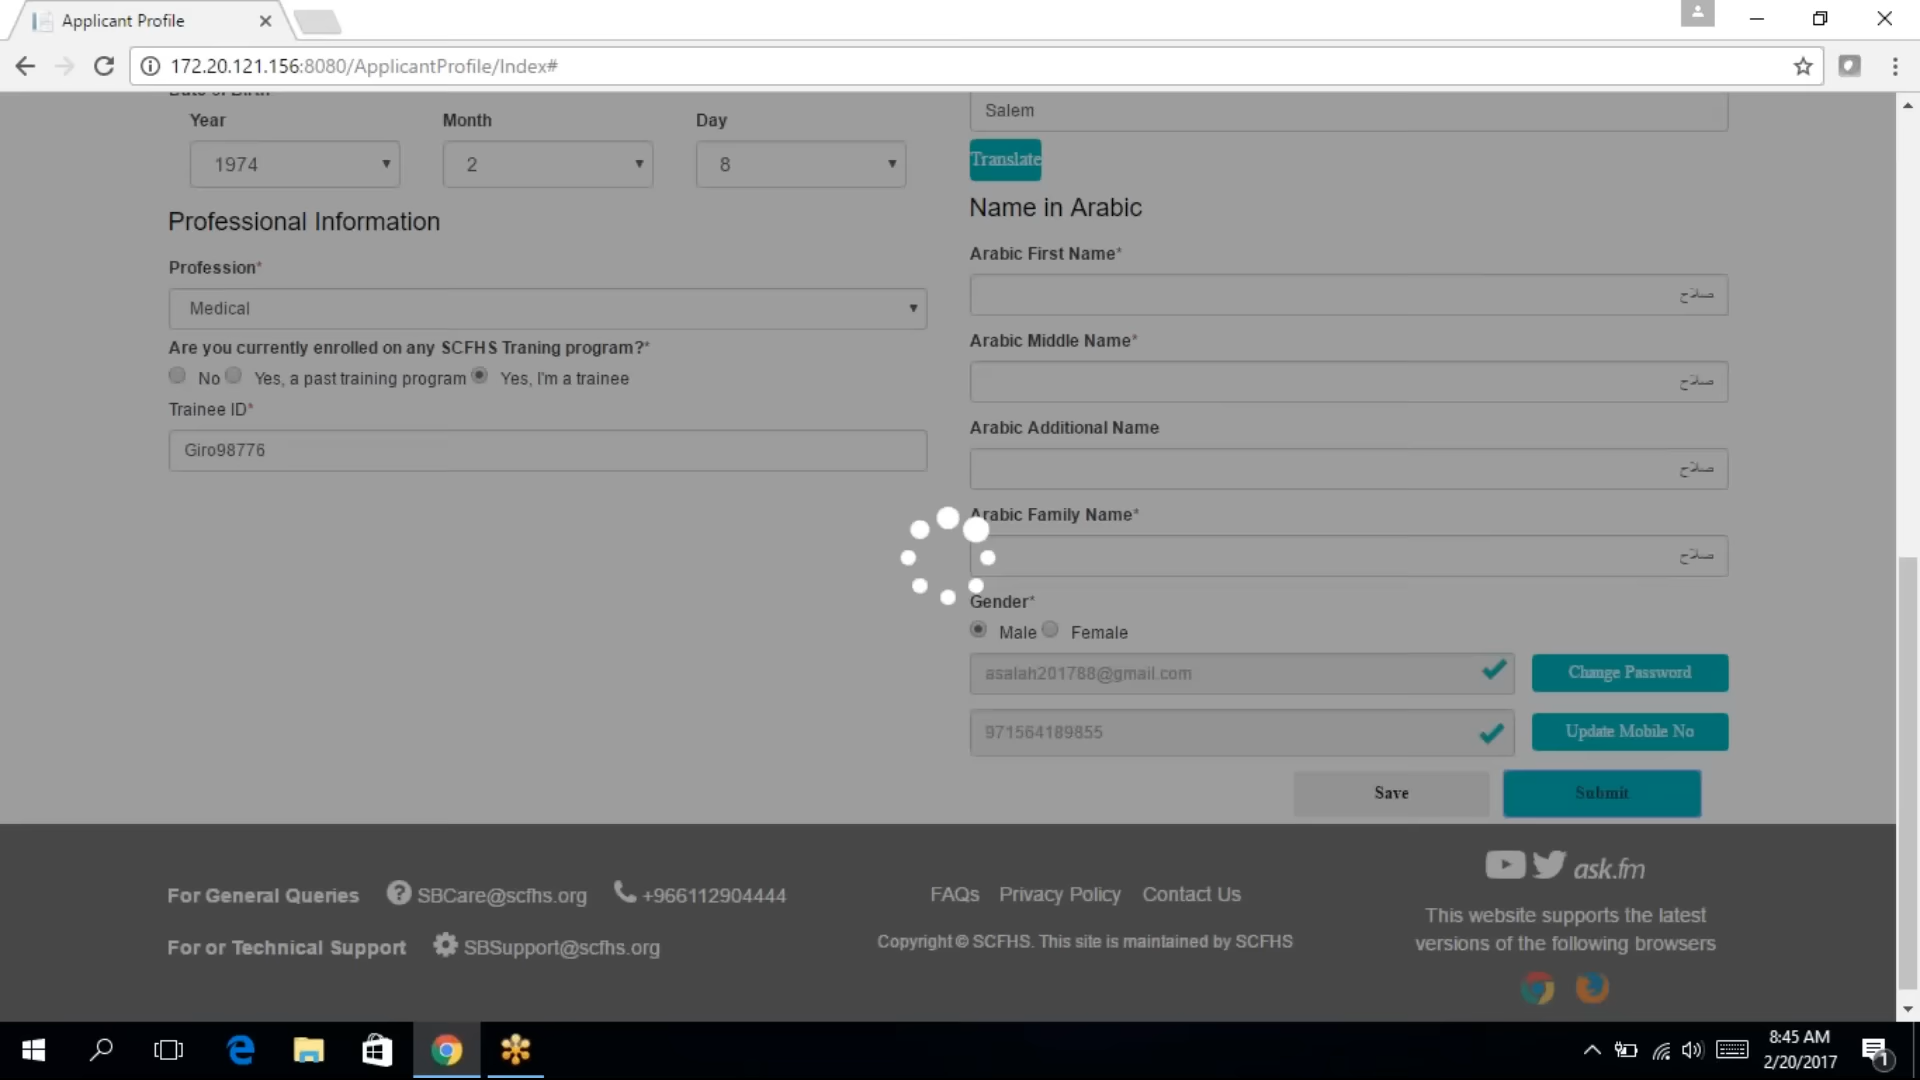 Applicant Profile
172.20.121.156:8080/ApplicantProfile/Index#
Year
Month
Day
1974
2
8
Professional Information
Profession*
Medical
Are you currently enrolled on any SCFHS Traning program?*
No
Yes, a past training program
Yes, I'm a trainee
Trainee ID*
Giro98776
Salem
Translate
Name in Arabic
Arabic First Name*
صلاح
Arabic Middle Name*
صلاح
Arabic Additional Name
صلاح
Arabic Family Name*
صلاح
Gender*
Male
Female
asalah201788@gmail.com
Change Password
971564189855
Update Mobile No
Save
Submit
For General Queries
SBCare@scfhs.org
+966112904444
For or Technical Support
SBSupport@scfhs.org
FAQs
Privacy Policy
Contact Us
Copyright © SCFHS. This site is maintained by SCFHS
ask.fm
This website supports the latest
versions of the following browsers
8:45 AM
2/20/2017
1